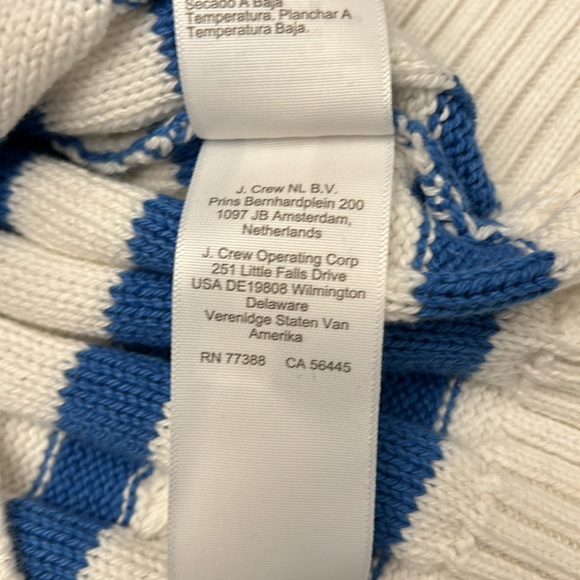 Secado A Baja
Temperatura. Planchar A
Temperatura Baja.
J. Crew NL B.V.
Prins Bernhardplein 200
1097 JB Amsterdam,
Netherlands
J. Crew Operating Corp
251 Little Falls Drive
USA DE19808 Wilmington
Delaware
Verenidge Staten Van
Amerika
RN 77388 CA 56445